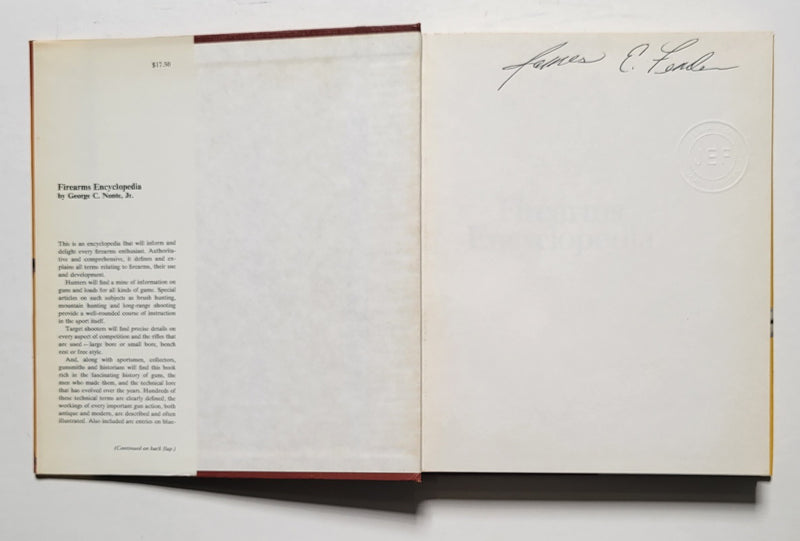 $17.50
Firearms Encyclopedia
by George C. Nonte, Jr.
This is an encyclopedia that will inform and
delight every firearms enthusiast. Authorita-
tive and comprehensive, it defines and ex-
plains all terms relating to firearms, their use
and development.
Hunters will find a mine of information on
guns and loads for all kinds of game. Special
articles on such subjects as brush hunting,
mountain hunting and long-range shooting
provide a well-rounded course of instruction
in the sport itself.
Target shooters will find precise details on
every aspect of competition and the rifles that
are used—large bore or small bore, bench
rest or free style.
And, along with sportsmen, collectors,
gunsmiths and historians will find this book
rich in the fascinating history of guns, the
men who made them, and the technical lore
that has evolved over the years. Hundreds of
these technical terms are clearly defined, the
workings of every important gun action, both
antique and modern, are described and often
illustrated. Also included are entries on blue-
(Continued on back flap.)
James E. Fender
JEF
Firearms
Encyclopedia